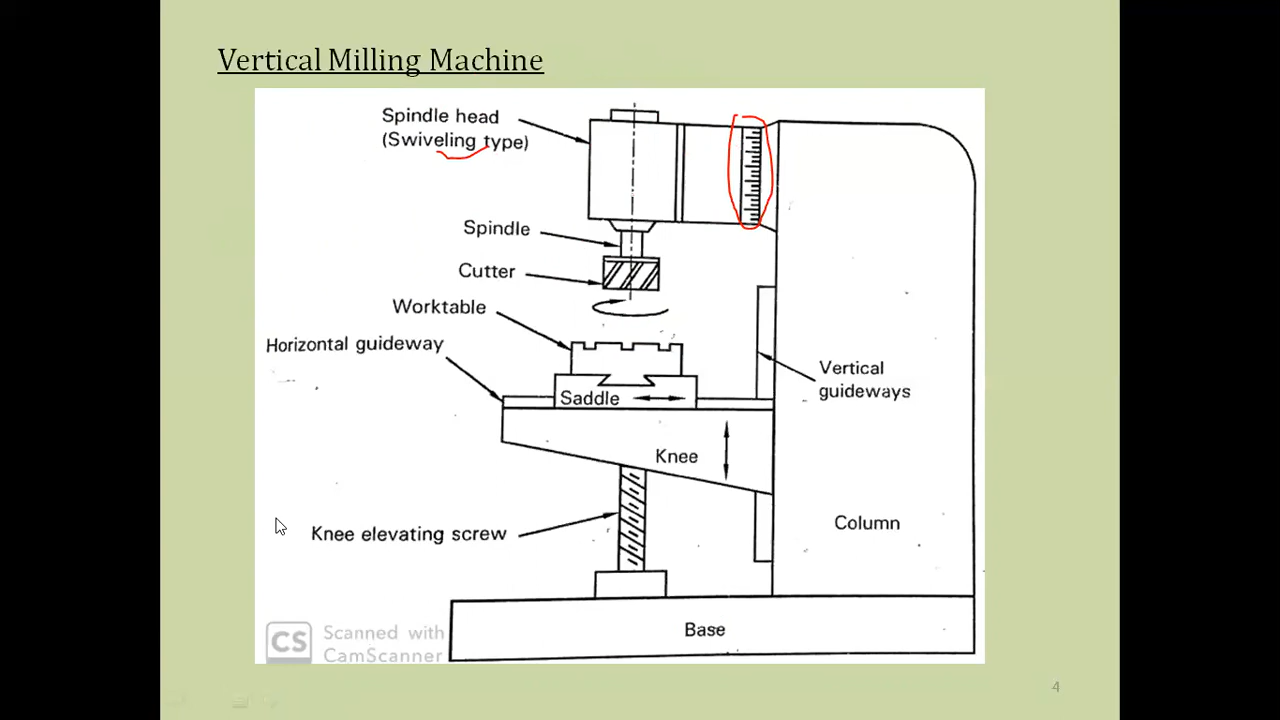 Vertical Milling Machine
Spindle head
(Swiveling type)
Spindle
Cutter
Worktable
Horizontal guideway
Vertical
guideways
Saddle
Knee
Knee elevating screw
Column
Base
CS
Scanned with
CamScanner
4